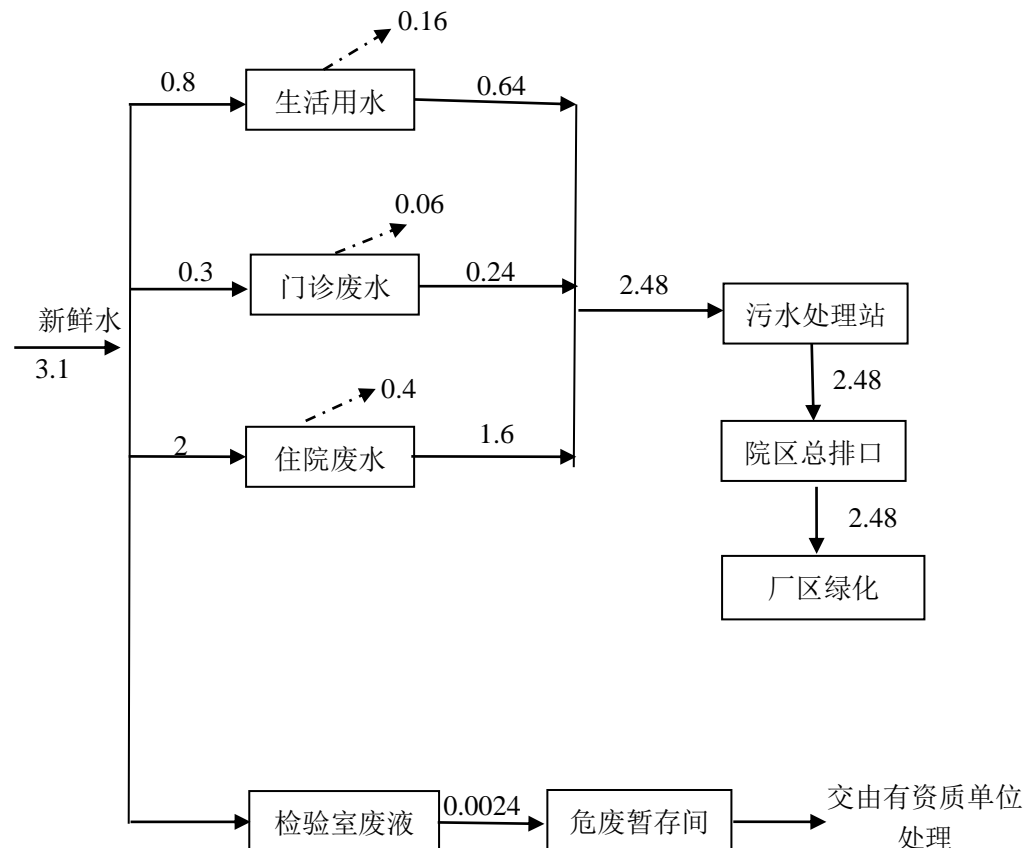 0.16
0.8
生活用水
0.64
0.06
0.3
门诊废水
0.24
2.48
污水处理站
新鲜水
3.1
2.48
0.4
2
住院废水
1.6
院区总排口
2.48
厂区绿化
检验室废液
0.0024
危废暂存间
交由有资质单位
处理